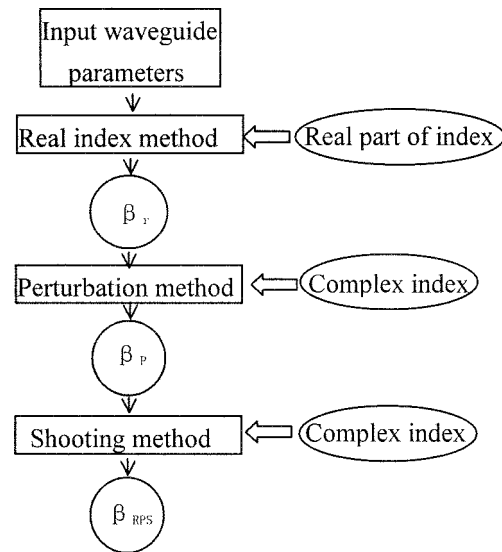 Input waveguide
parameters
Real index method
Real part of index
β r
Perturbation method
Complex index
β P
Shooting method
Complex index
β RPS